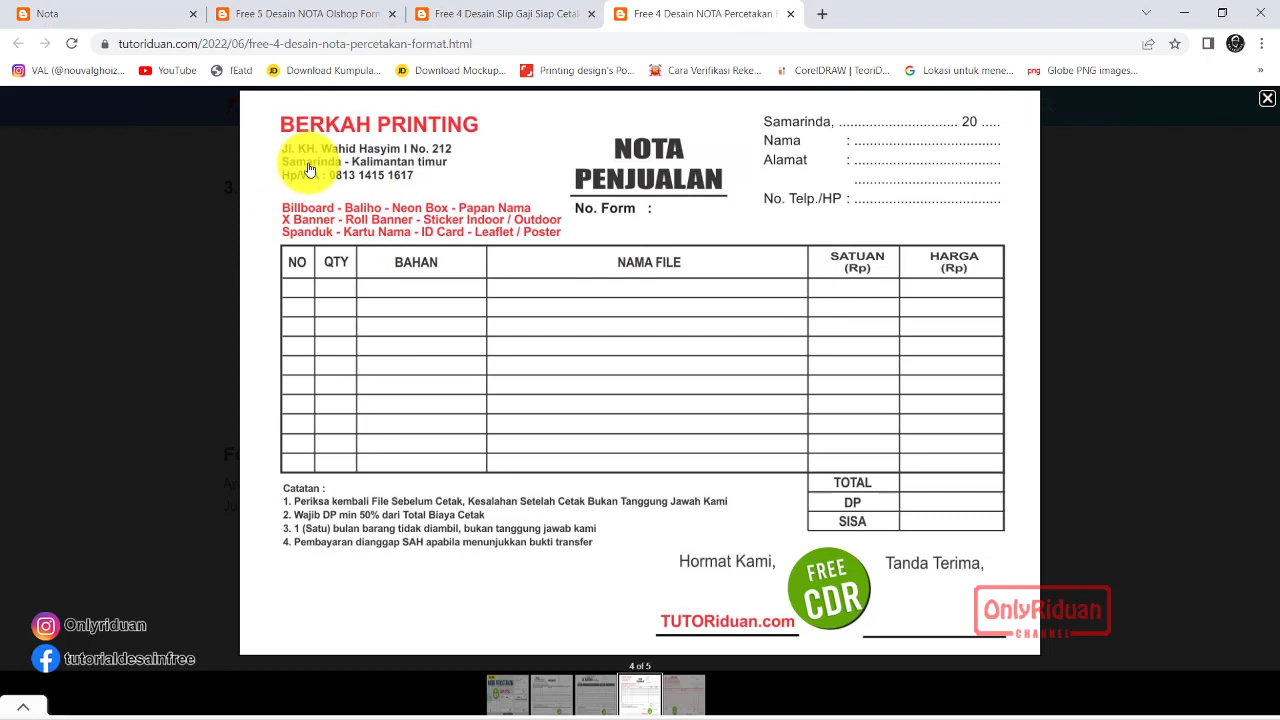 Free 5 Desain Nota Olshop Form
Free 4 Desain Slip Gaji Siap Cetak
Free 4 Desain Nota Percetakan F
tutoriduan.com/2022/06/free-4-desain-nota-percetakan-format.html
VAL (@nouvalghoiz...
YouTube
fEatd
Download Kumpula...
Download Mockup...
Printing design's Po...
Cara Verifikasi Reke...
CorelDRAW | TeoriD...
Lokasi untuk mene...
png Globe PNG images...
»
BERKAH PRINTING
Jl. KH. Wahid Hasyim I No. 212
Samarinda - Kalimantan timur
Hp/WA : 0813 1415 1617
Billboard - Baliho - Neon Box - Papan Nama
X Banner - Roll Banner - Sticker Indoor / Outdoor
Spanduk - Kartu Nama - ID Card - Leaflet / Poster
NOTA
PENJUALAN
No. Form :
Samarinda, .............................. 20 .....
Nama : .....................................
Alamat : .....................................
.....................................
No. Telp./HP : .....................................
NO QTY BAHAN NAMA FILE SATUAN (Rp) HARGA (Rp)
TOTAL
DP
SISA
Catatan :
1. Periksa kembali File Sebelum Cetak, Kesalahan Setelah Cetak Bukan Tanggung Jawah Kami
2. Wajib DP min 50% dari Total Biaya Cetak
3. 1 (Satu) bulan barang tidak diambil, bukan tanggung jawab kami
4. Pembayaran dianggap SAH apabila menunjukkan bukti transfer
Hormat Kami,
Tanda Terima,
FREE
CDR
TUTORiduan.com
OnlyRiduan
CHANNEL
Onlyriduan
tutorialdesainfree
4 of 5